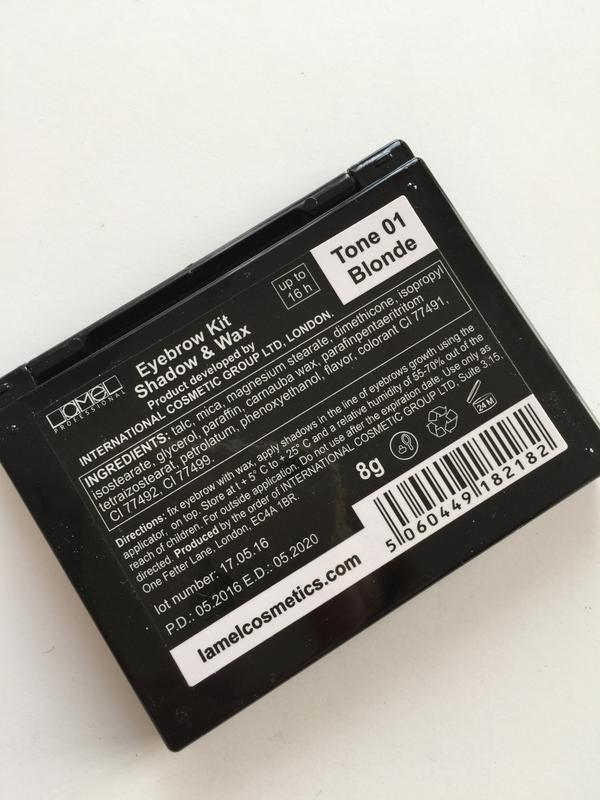 LAMEL
PROFESSIONAL
Eyebrow Kit
Shadow & Wax
Product developed by
INTERNATIONAL COSMETIC GROUP LTD, LONDON.
up to
16 h
Tone 01
Blonde
INGREDIENTS: talc, mica, magnesium stearate, dimethicone, isopropyl
isostearate, glycerol, paraffin, Carnauba wax, parafinpentaeritritom
tetraizostearat, petrolatum, phenoxyethanol, flavor, colorant CI 77491,
CI 77492, CI 77499.
Directions: fix eyebrow with wax, apply shadows in the line of eyebrows growth using the
applicator, on top. Store at t + 5° C to + 25° C and a relative humidity of 55-70% out of the
reach of children. For outside application. Do not use after the expiration date. Use only as
directed. Produced by the order of INTERNATIONAL COSMETIC GROUP LTD, Suite 3.15,
One Fetter Lane, London, EC4A 1BR.
8g
24 M
lot number: 17.05.16
P.D.: 05.2016 E.D.: 05.2020
lamelcosmetics.com
5 060449 182182